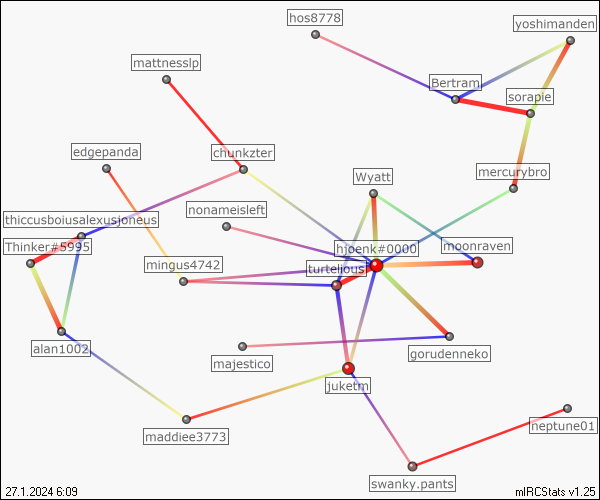 hos8778
yoshimanden
mattnesslp
Bertram
sorapie
edgepanda
chunkzter
mercurybro
Wyatt
nonameisleft
thiccusboiusalexusjoneus
Thinker#5995
hjoenk#0000
moonraven
mingus4742
turteljous
alan1002
majestico
gorudenneko
juketm
maddiee3773
neptune01
swanky.pants
27.1.2024 6:09
mIRCStats v1.25